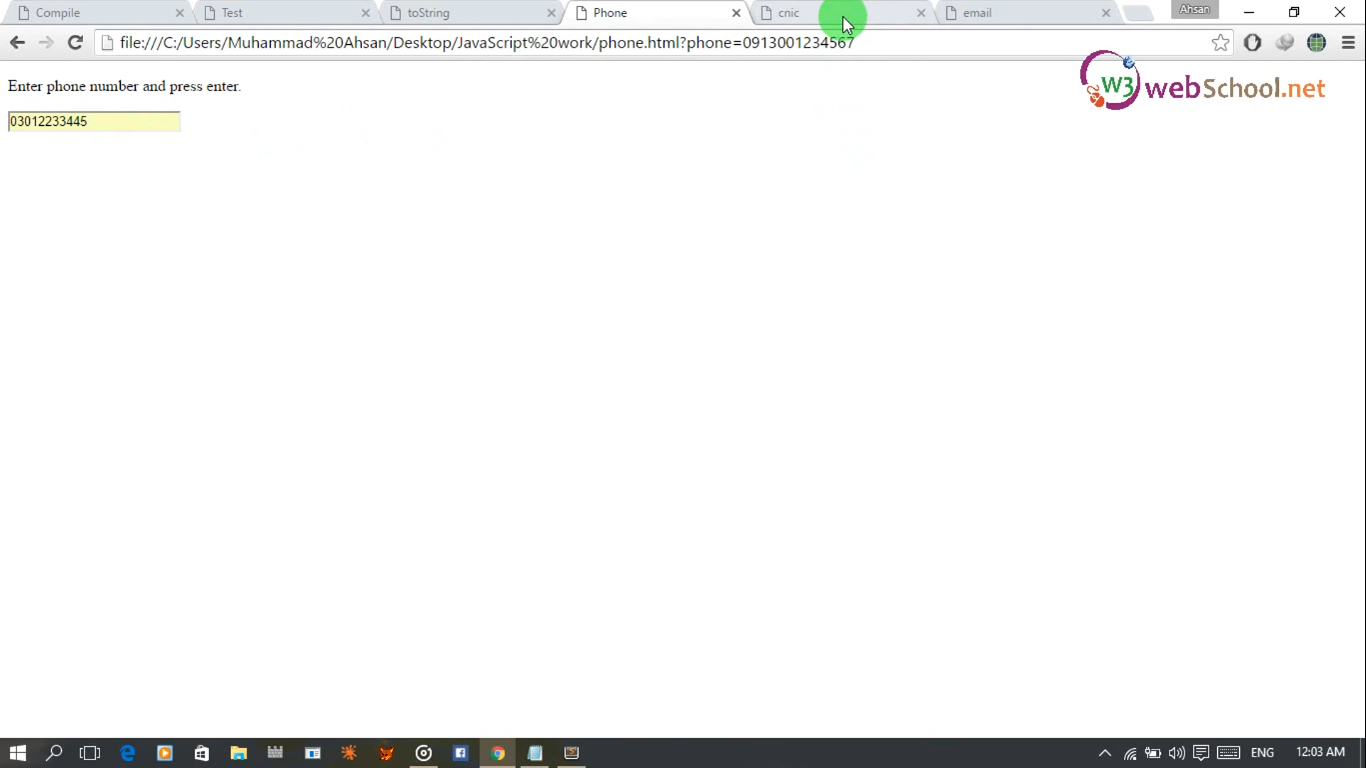 Compile
Test
toString
Phone
cnic
email
Ahsan
file:///C:/Users/Muhammad%20Ahsan/Desktop/JavaScript%20work/phone.html?phone=0913001234567
Enter phone number and press enter.
W3 webSchool.net
03012233445
ENG
12:03 AM